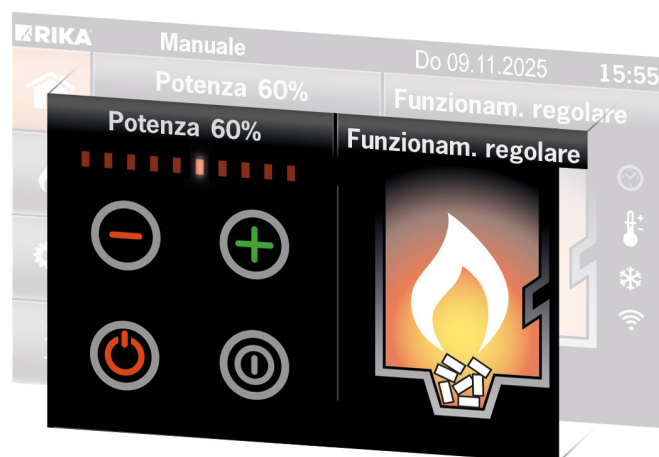 RIKA
Manuale
Do 09.11.2025
15:55
Potenza 60%
Funzionam. regolare
Potenza 60%
Funzionam. regolare